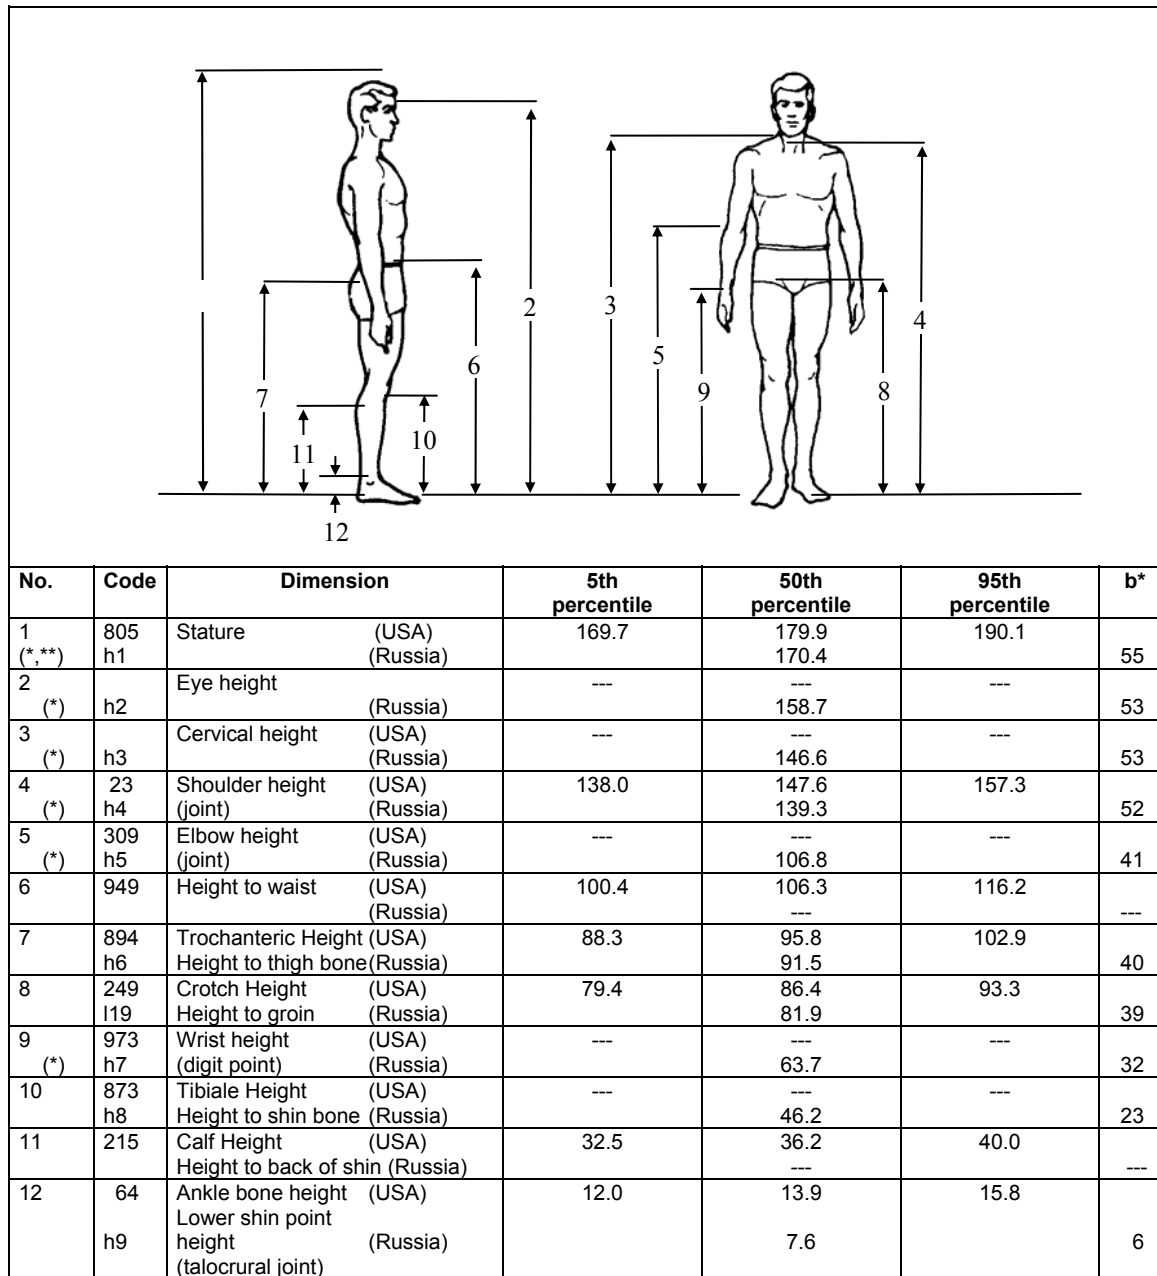 2
3
4
5
6
7
8
9
10
11
12
No. Code Dimension 5th percentile 50th percentile 95th percentile b*
1 805 Stature (USA) 169.7 179.9 190.1
(*,**) h1 (Russia) 170.4 55
2 Eye height --- --- ---
(*) h2 (Russia) 158.7 53
3 Cervical height (USA) --- --- ---
(*) h3 (Russia) 146.6 53
4 23 Shoulder height (USA) 138.0 147.6 157.3
(*) h4 (joint) (Russia) 139.3 52
5 309 Elbow height (USA) --- --- ---
(*) h5 (joint) (Russia) 106.8 41
6 949 Height to waist (USA) 100.4 106.3 116.2
(Russia) --- ---
7 894 Trochanteric Height (USA) 88.3 95.8 102.9
h6 Height to thigh bone (Russia) 91.5 40
8 249 Crotch Height (USA) 79.4 86.4 93.3
l19 Height to groin (Russia) 81.9 39
9 973 Wrist height (USA) --- --- ---
(*) h7 (digit point) (Russia) 63.7 32
10 873 Tibiale Height (USA) --- --- ---
h8 Height to shin bone (Russia) 46.2 23
11 215 Calf Height (USA) 32.5 36.2 40.0
Height to back of shin (Russia) --- ---
12 64 Ankle bone height (USA) 12.0 13.9 15.8
Lower shin point
h9 height (Russia) 7.6 6
(talocrural joint)